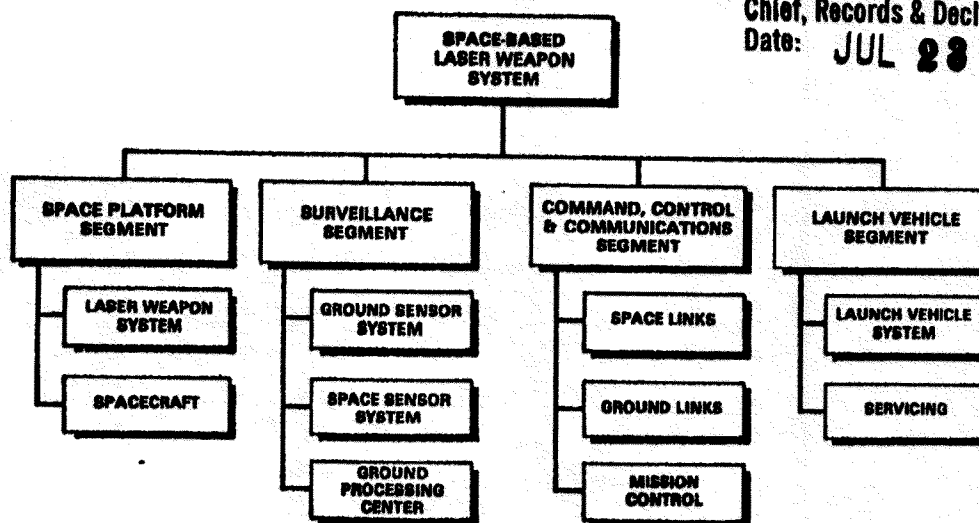 Chief, Records & Decl
Date: JUL 23
SPACE-BASED
LASER WEAPON
SYSTEM
SPACE PLATFORM
SEGMENT
LASER WEAPON
SYSTEM
SPACECRAFT
SURVEILLANCE
SEGMENT
GROUND SENSOR
SYSTEM
SPACE SENSOR
SYSTEM
GROUND
PROCESSING
CENTER
COMMAND, CONTROL
& COMMUNICATIONS
SEGMENT
SPACE LINKS
GROUND LINKS
MISSION
CONTROL
LAUNCH VEHICLE
SEGMENT
LAUNCH VEHICLE
SYSTEM
SERVICING